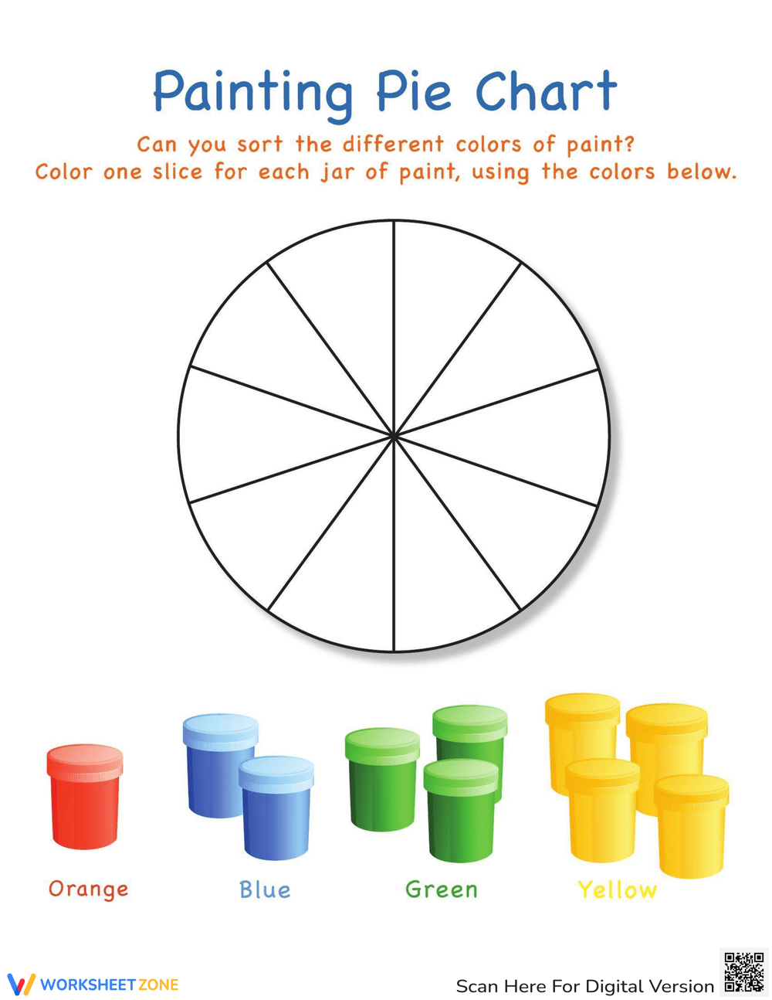 Painting Pie Chart
Can you sort the different colors of paint?
Color one slice for each jar of paint, using the colors below.
Orange
Blue
Green
Yellow
WORKSHEETZONE
Scan Here For Digital Version